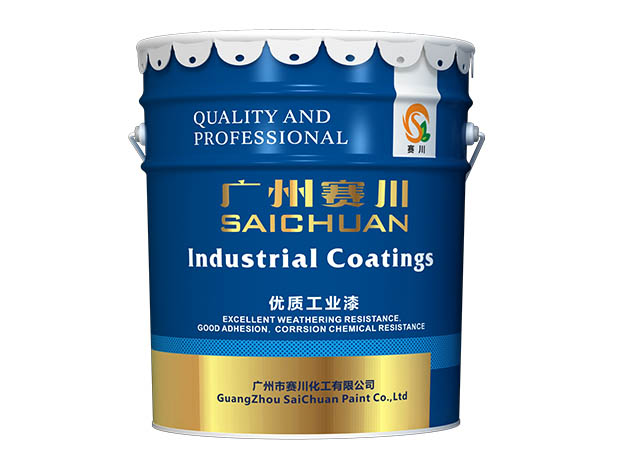 QUALITY AND
PROFESSIONAL
赛川
广州赛川
SAICHUAN
Industrial Coatings
优质工业漆
EXCELLENT WEATHERING RESISTANCE.
GOOD ADHESION, CORRSION CHEMICAL RESISTANCE
广州市赛川化工有限公司
GuangZhou SaiChuan Paint Co.,Ltd